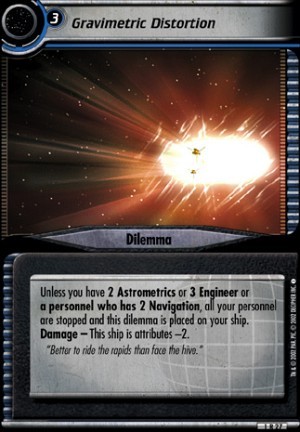 3
Gravimetric Distortion
Dilemma
Unless you have 2 Astrometrics or 3 Engineer or
a personnel who has 2 Navigation, all your personnel
are stopped and this dilemma is placed on your ship.
Damage – This ship is attributes –2.
"Better to ride the rapids than face the hive."
1 R 27